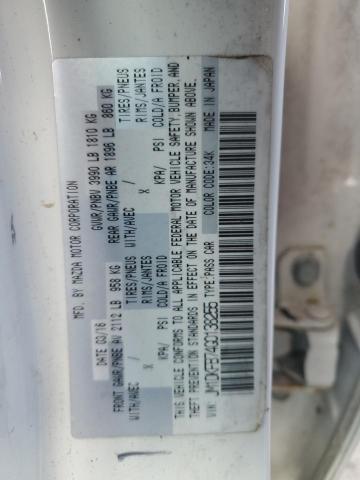 MFD. BY MAZDA MOTOR CORPORATION
DATE 03/16 GVWR/PNBV 3990 LB 1810 KG
FRONT GAWR/PNBE AV 2112 LB 958 KG REAR GAWR/PNBE AR 1896 LB 860 KG
WITH/AVEC / TIRES/PNEUS WITH/AVEC / TIRES/PNEUS
X RIMS/JANTES X RIMS/JANTES
KPA/ PSI COLD/A FROID KPA/ PSI COLD/A FROID
THIS VEHICLE CONFORMS TO ALL APPLICABLE FEDERAL MOTOR VEHICLE SAFETY, BUMPER, AND
THEFT PREVENTION STANDARDS IN EFFECT ON THE DATE OF MANUFACTURE SHOWN ABOVE.
VIN: TYPE:PASS CAR COLOR CODE:34K MADE IN JAPAN